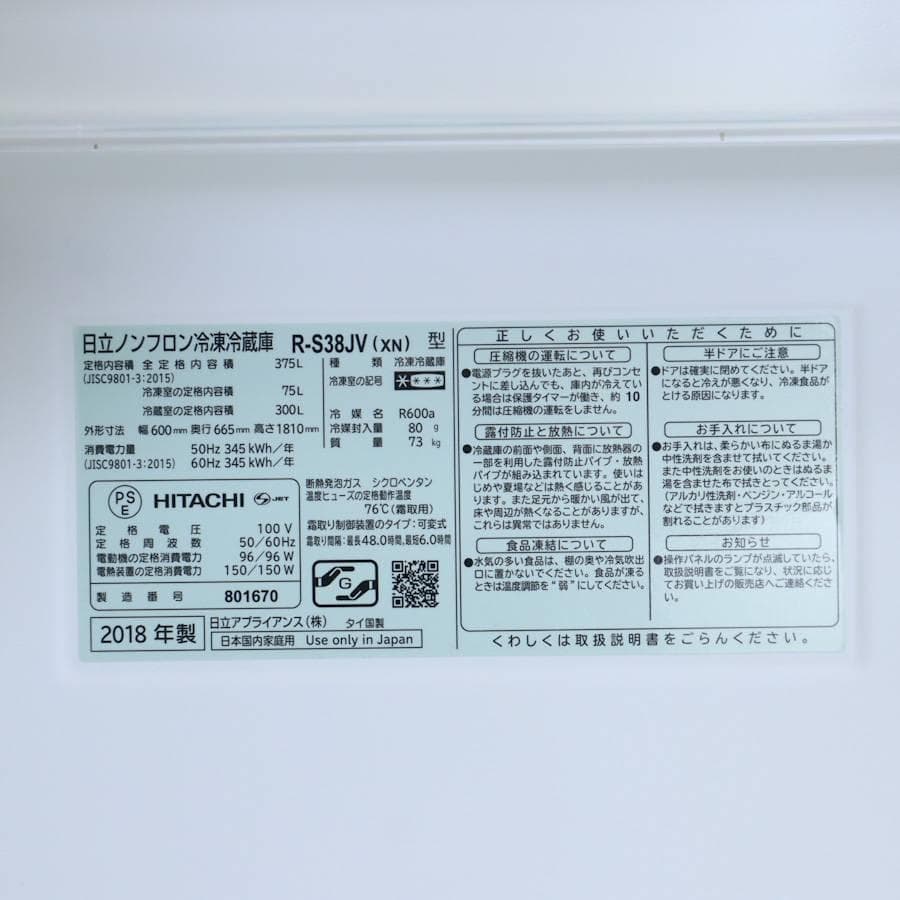 日立ノンフロン冷凍冷蔵庫 R-S38JV(XN) 型
定格内容積 全定格内容積 375L
(JISC9801-3:2015)
冷凍室の定格内容積 75L
冷蔵室の定格内容積 300L
外形寸法 幅600mm 奥行665mm 高さ1810mm
消費電力量 50Hz 345kWh/年
(JISC9801-3:2015) 60Hz 345kWh/年
種類 冷凍冷蔵庫
冷凍室の記号
冷媒名 R600a
冷媒封入量 80g
質量 73kg
PS
E
HITACHI S JET
定格電圧 100V
定格周波数 50/60Hz
電動機の定格消費電力 96/96W
電熱装置の定格消費電力 150/150W
製造番号 801670
断熱発泡ガス シクロペンタン
温度ヒューズの定格動作温度
76℃(霜取用)
霜取り制御装置のタイプ:可変式
霜取り間隔:最長48.0時間、最短6.0時間
G
2018年製
日立アプライアンス(株) タイ国製
日本国内家庭用 Use only in Japan
正しくお使いいただくために
圧縮機の運転について
●電源プラグを抜いたあと、再びコンセ
ントに差し込んでも、庫内が冷えてい
る場合は保護タイマーが働き、約10
分間は圧縮機の運転をしません。
露付防止と放熱について
●冷蔵庫の前面や側面、背面に放熱器の
一部を利用した露付防止パイプ・放熱
パイプが組み込まれています。使いは
じめや夏場などは熱く感じることがあ
ります。また足元から暖かい風が出て、
床や周辺が熱くなることがありますが、
これらは異常ではありません。
食品凍結について
●水気の多い食品は、棚の奥や冷気吹出
口に置かないでください。食品が凍る
ときは温度調節を“弱”にしてください。
半ドアにご注意
●ドアは確実に閉めてください。半ドア
になると冷えが悪くなり、冷凍食品が
とける原因になります。
お手入れについて
●お手入れは、柔らかい布にぬるま湯か
中性洗剤を含ませて拭いてください。
また中性洗剤をお使いのときはぬるま
湯を含ませた布で拭きとってください。
(アルカリ性洗剤・ベンジン・アルコール
などで拭きますとプラスチック部品が
割れることがあります)
お知らせ
●操作パネルのランプが点滅していたら、
取扱説明書をご覧になり、状況に応じ
てお買い上げの販売店へご連絡くださ
い。
くわしくは取扱説明書をごらんください。